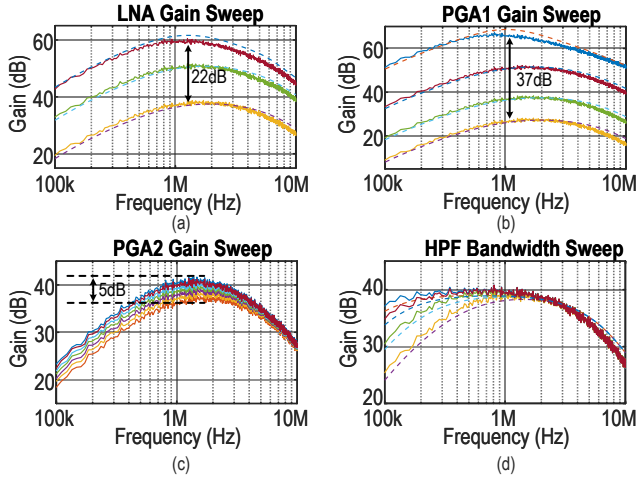 LNA Gain Sweep
Gain (dB)
60
40
20
22dB
100k
1M
10M
Frequency (Hz)
(a)
PGA1 Gain Sweep
Gain (dB)
60
40
20
37dB
100k
1M
10M
Frequency (Hz)
(b)
PGA2 Gain Sweep
Gain (dB)
40
30
20
5dB
100k
1M
10M
Frequency (Hz)
(c)
HPF Bandwidth Sweep
Gain (dB)
40
30
20
100k
1M
10M
Frequency (Hz)
(d)